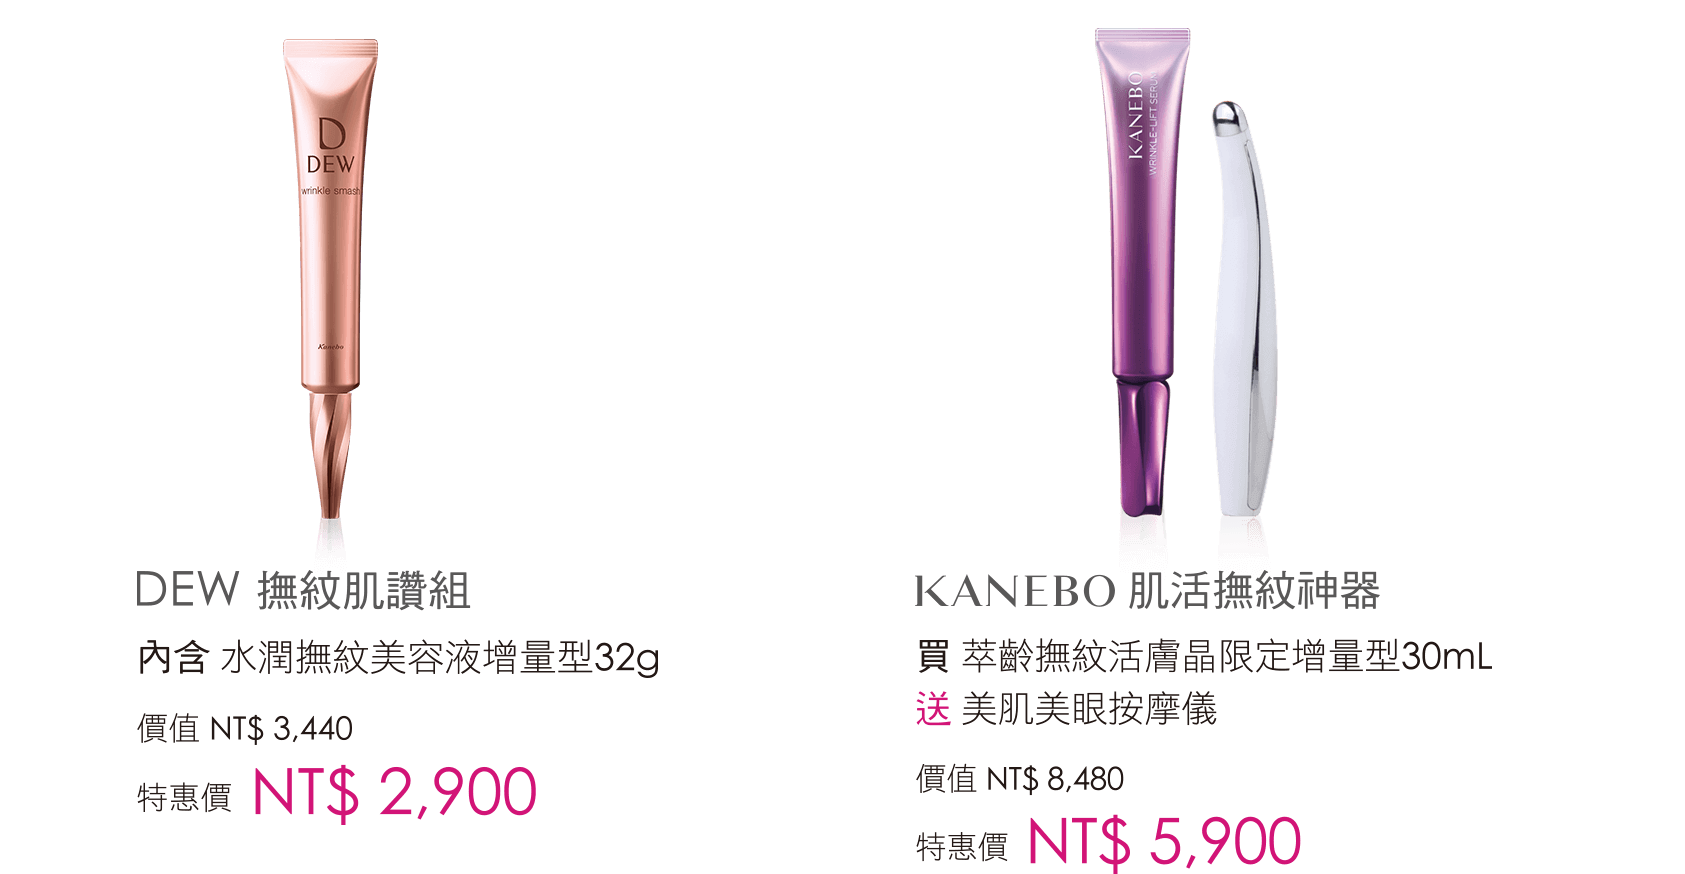 D
DEW
wrinkle smash
Kanebo
DEW 撫紋肌讚組
內含 水潤撫紋美容液增量型32g
價值 NT$ 3,440
特惠價 NT$ 2,900
KANEBO
WRINKLE-LIFT SERUM
KANEBO 肌活撫紋神器
買 萃齡撫紋活膚晶限定增量型30mL
送 美肌美眼按摩儀
價值 NT$ 8,480
特惠價 NT$ 5,900